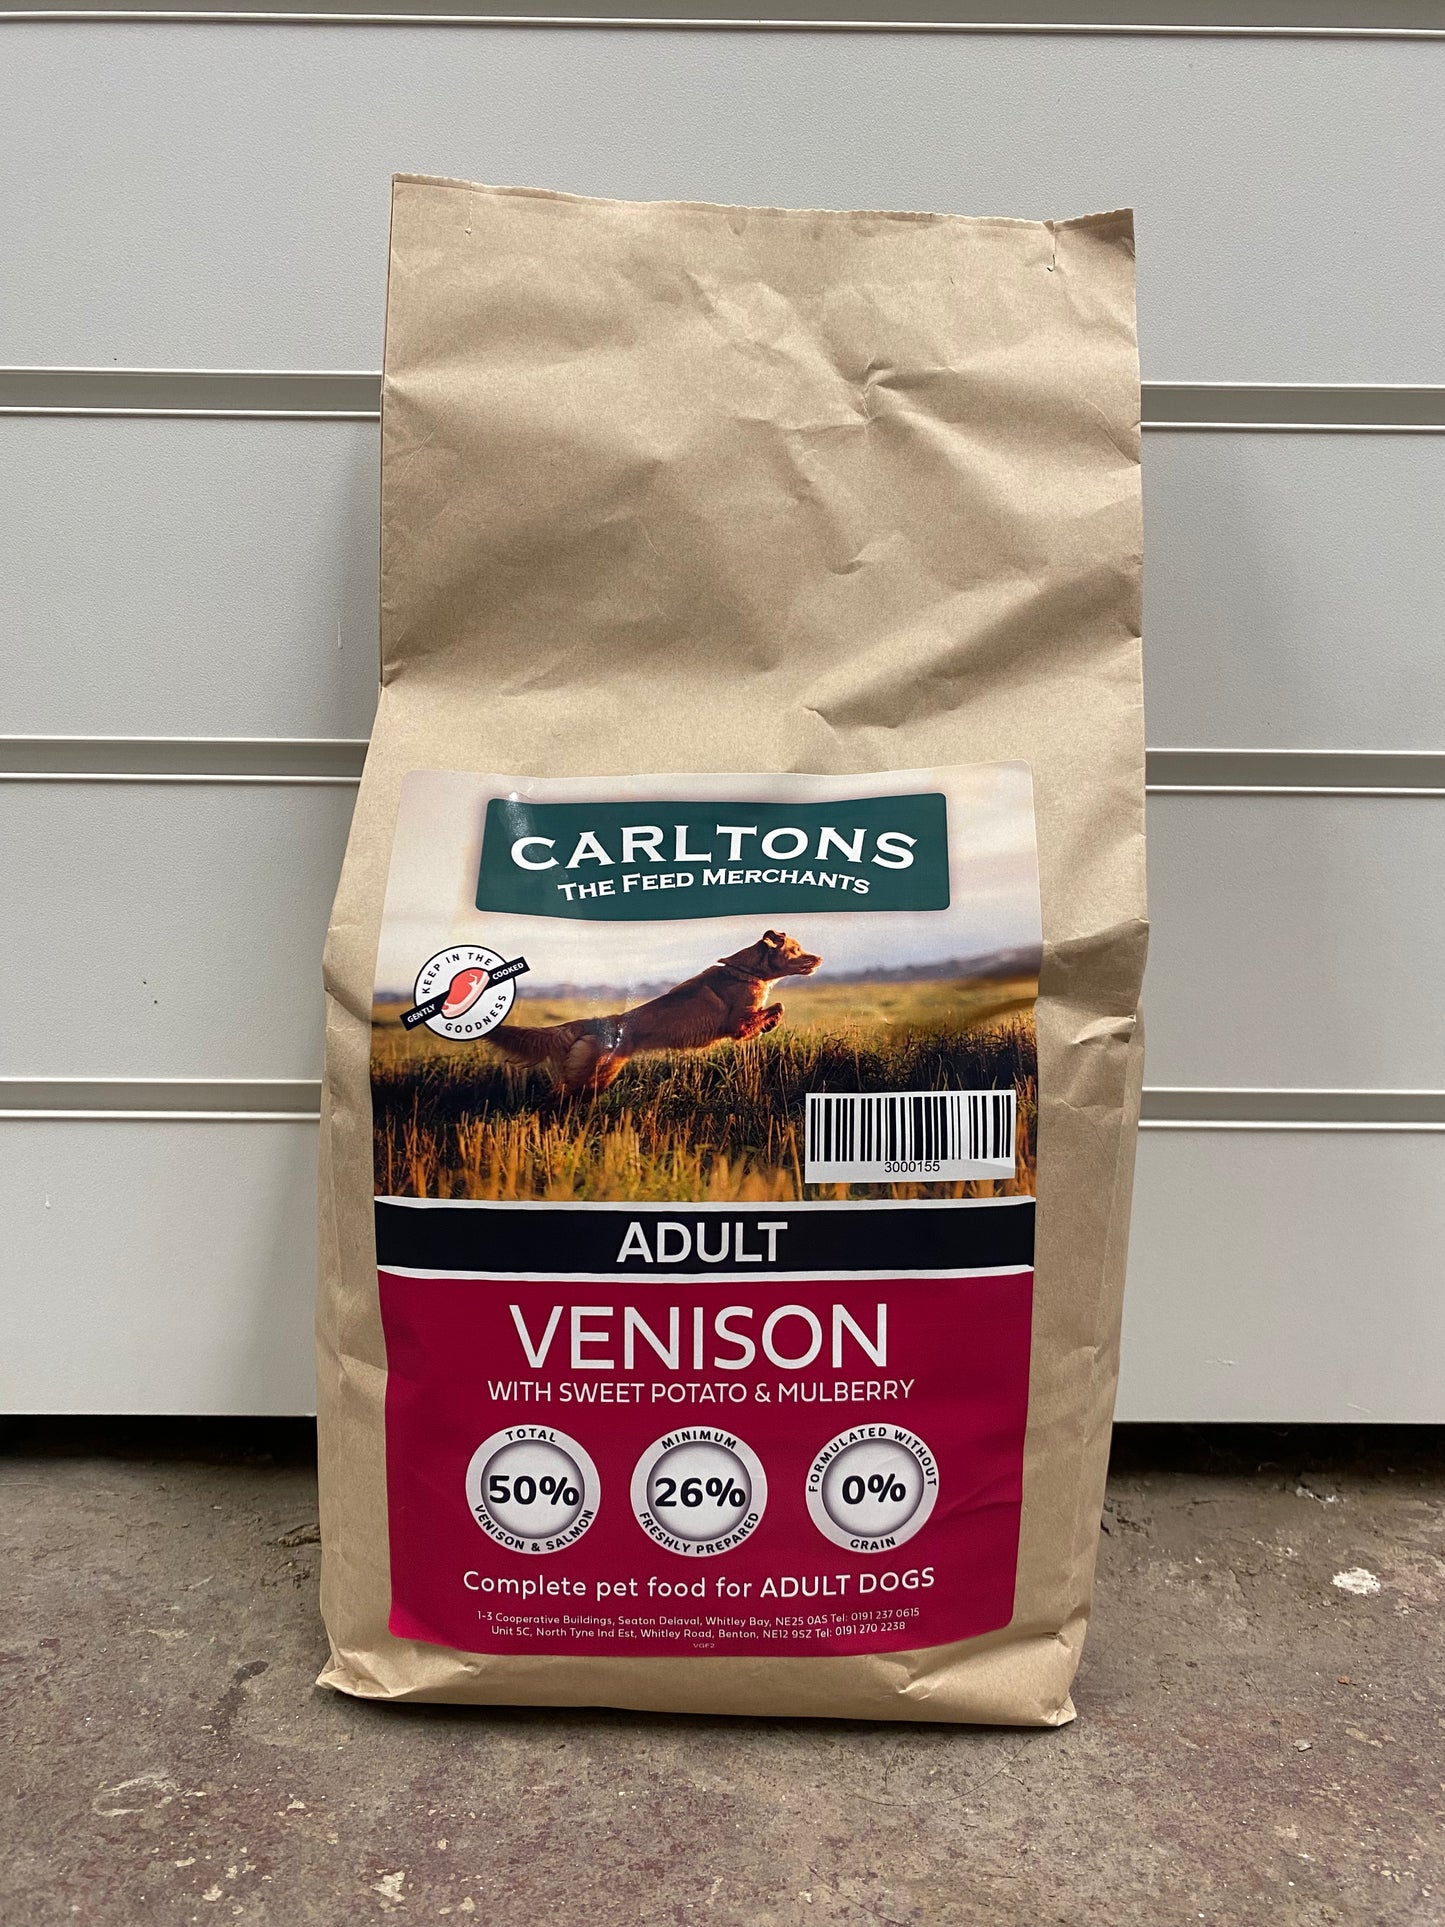 CARLTONS
THE FEED MERCHANTS
KEEP IN THE
GENTLY COOKED
GOODNESS
3000155
ADULT
VENISON
WITH SWEET POTATO & MULBERRY
TOTAL
50%
VENISON & SALMON
MINIMUM
26%
FRESHLY PREPARED
FORMULATED WITHOUT
0%
GRAIN
Complete pet food for ADULT DOGS
1-3 Cooperative Buildings, Seaton Delaval, Whitley Bay, NE25 0AS Tel: 0191 237 0615
Unit 5C, North Tyne Ind Est, Whitley Road, Benton, NE12 9SZ Tel: 0191 270 2238
VGF2